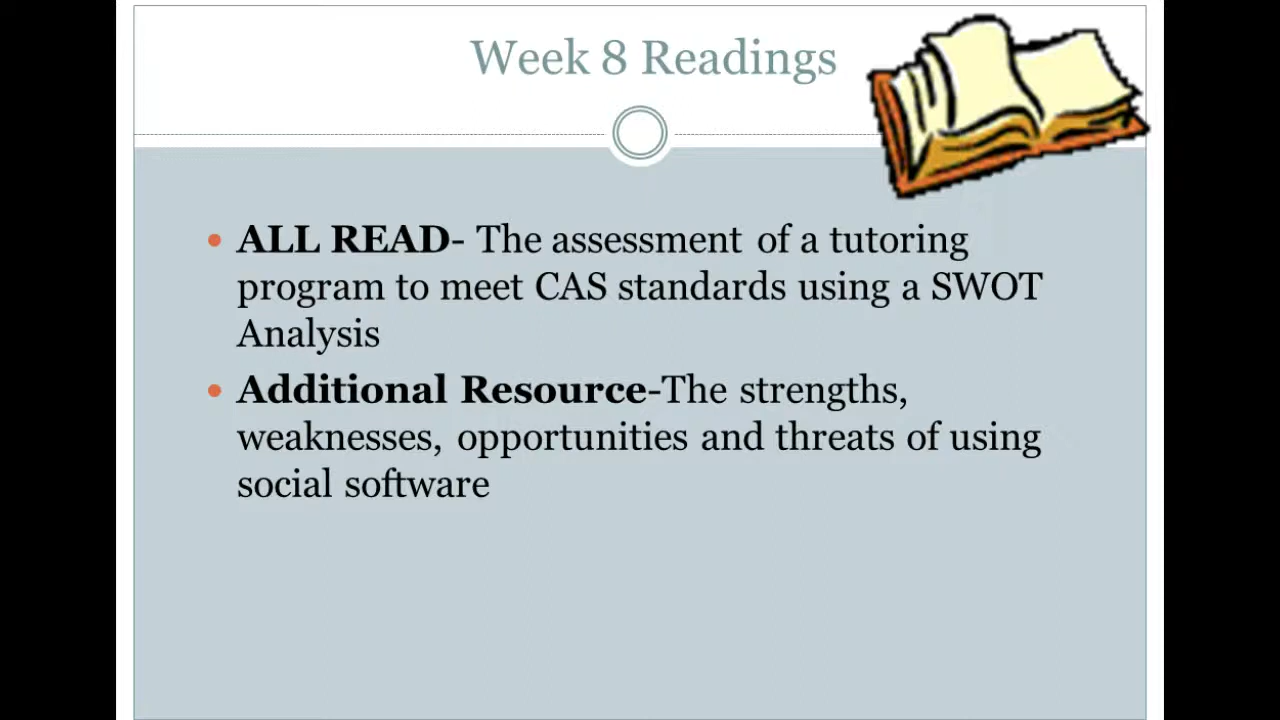 Week 8 Readings
ALL READ- The assessment of a tutoring
program to meet CAS standards using a SWOT
Analysis
Additional Resource-The strengths,
weaknesses, opportunities and threats of using
social software